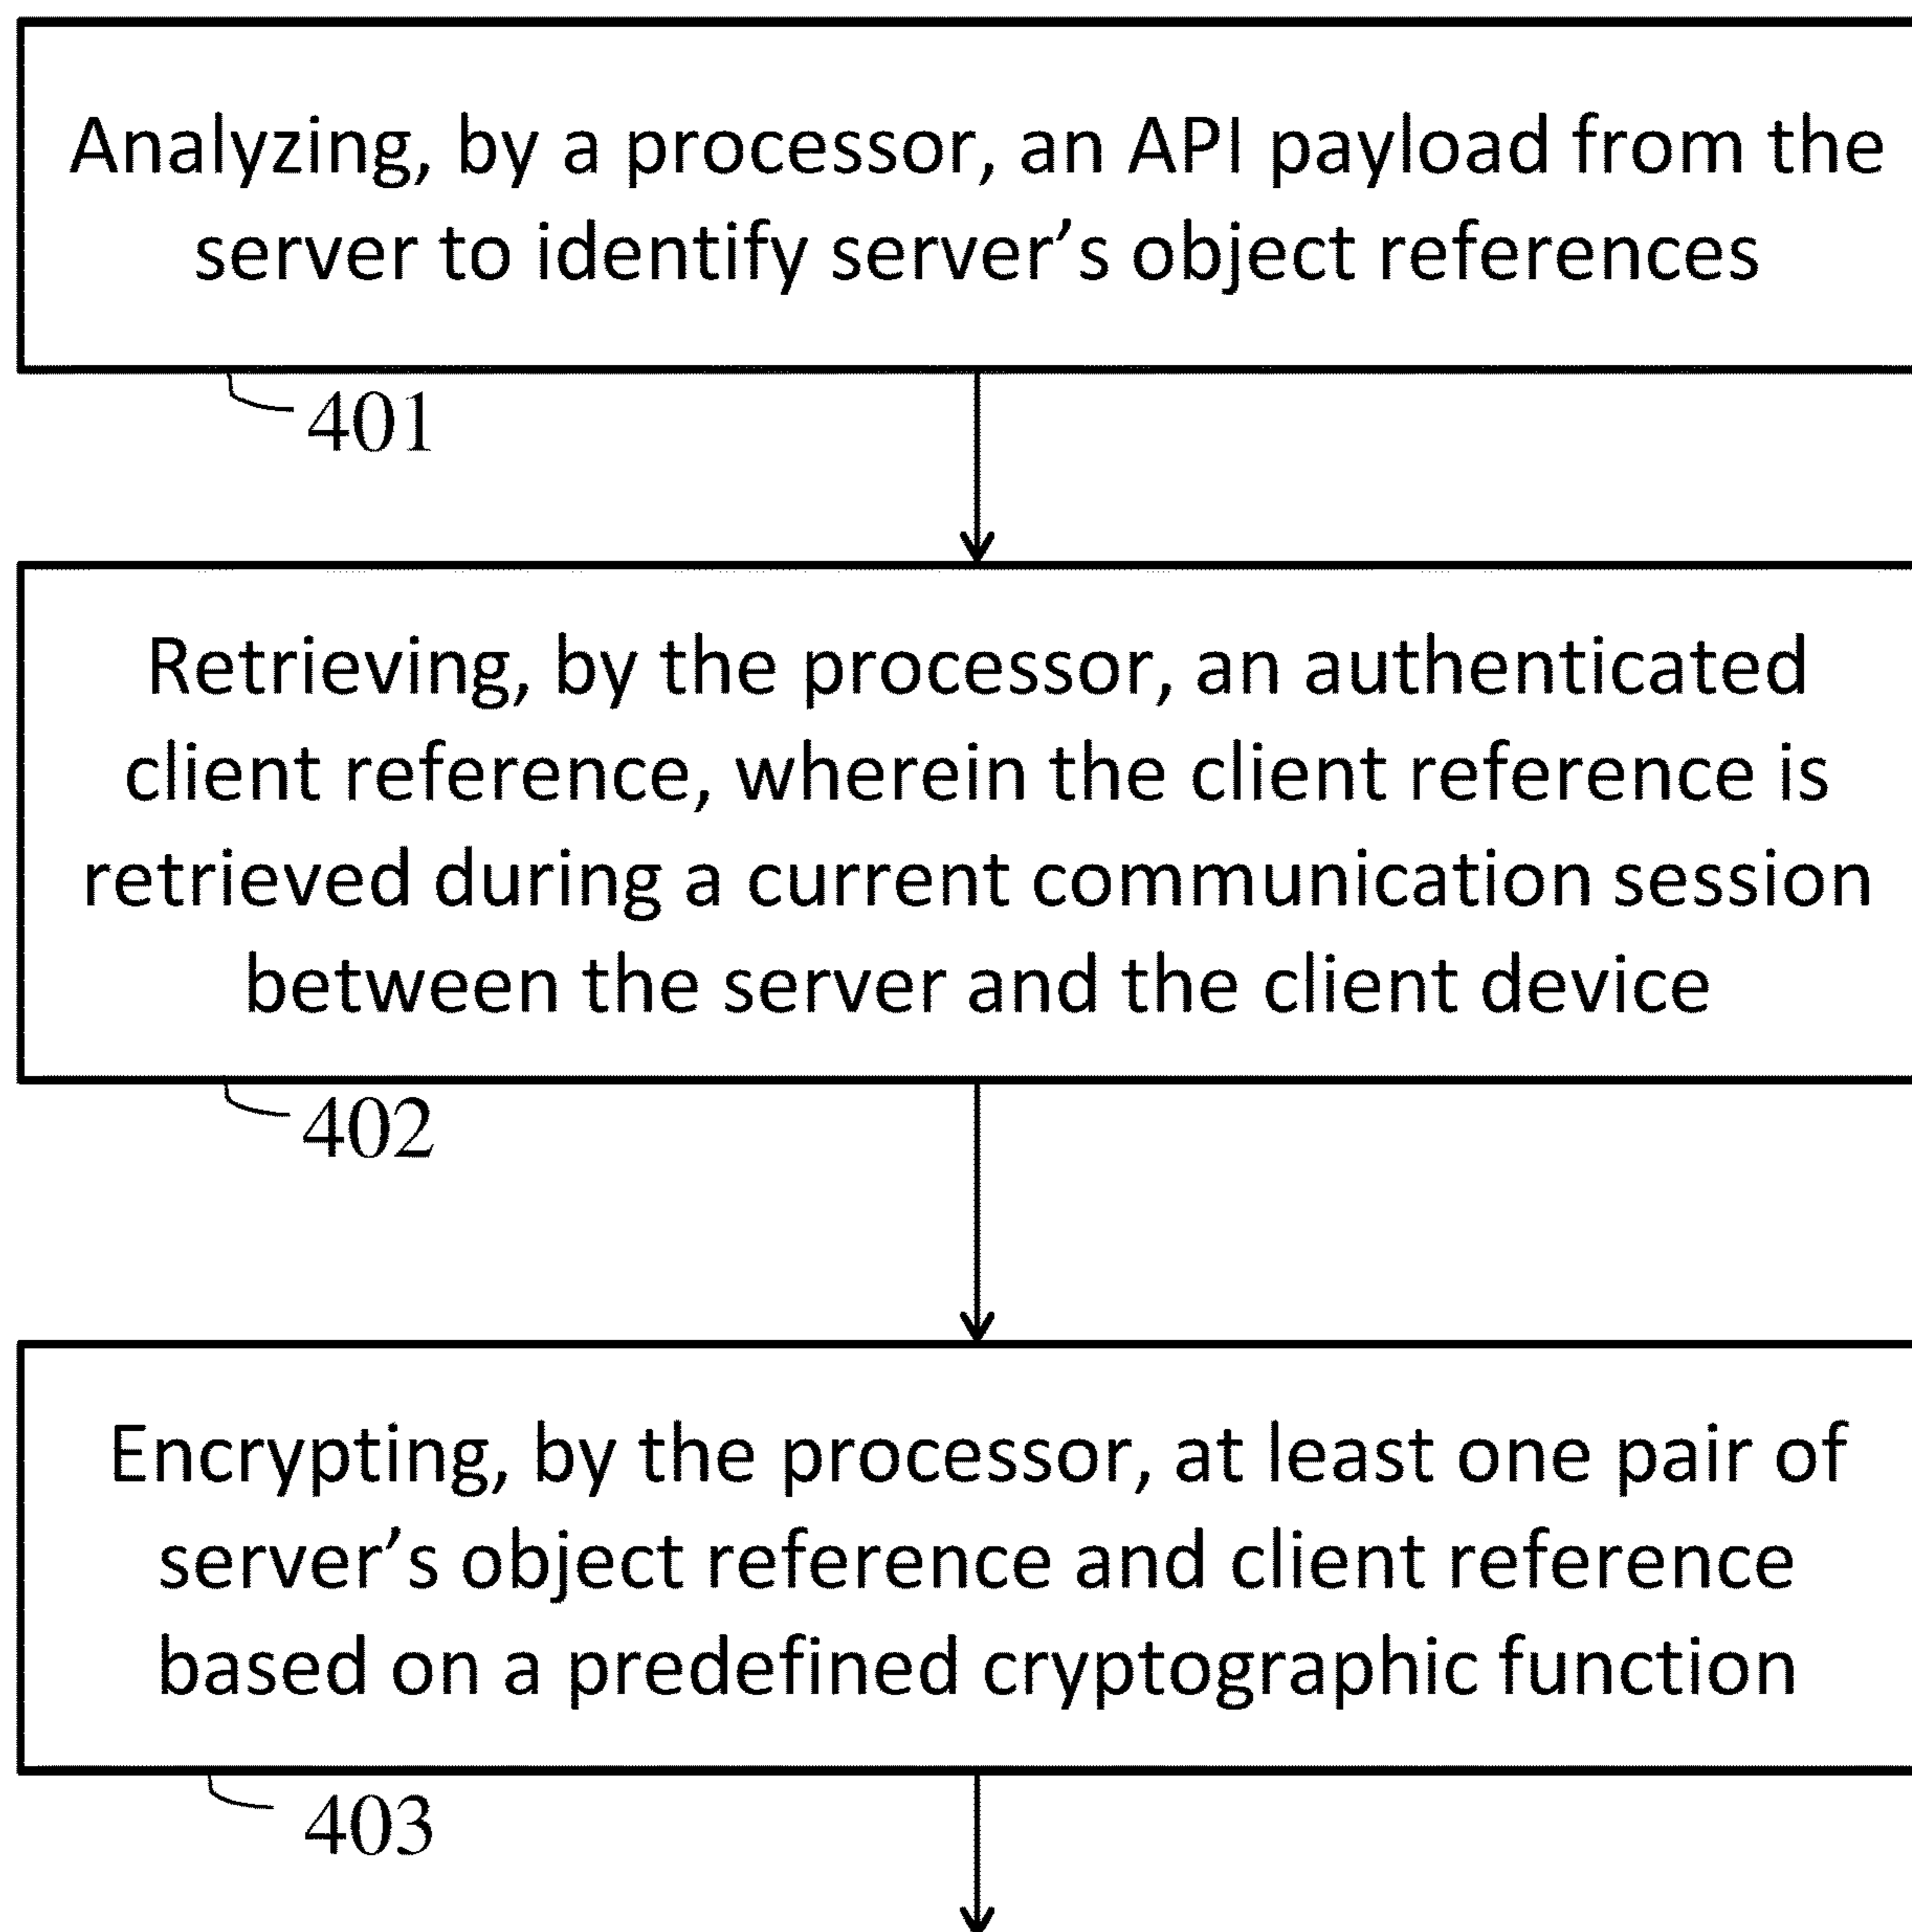 Analyzing, by a processor, an API payload from the
server to identify server’s object references
401
Retrieving, by the processor, an authenticated
client reference, wherein the client reference is
retrieved during a current communication session
between the server and the client device
402
Encrypting, by the processor, at least one pair of
server’s object reference and client reference
based on a predefined cryptographic function
403